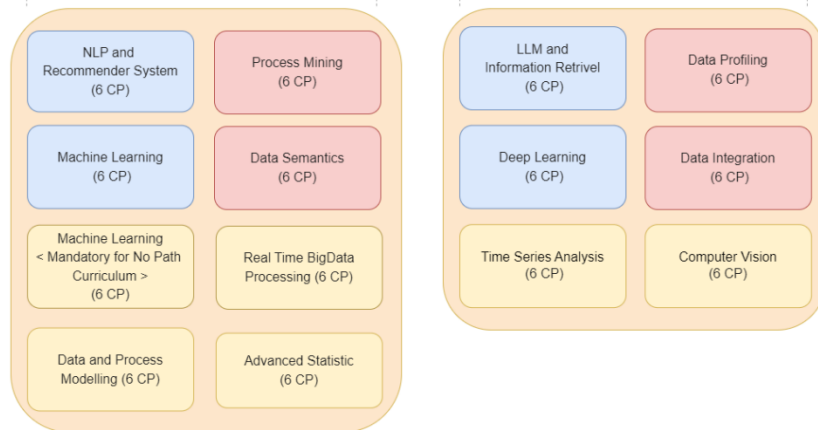 NLP and
Recommender System
(6 CP)
Process Mining
(6 CP)
Machine Learning
(6 CP)
Data Semantics
(6 CP)
Machine Learning
< Mandatory for No Path
Curriculum >
(6 CP)
Real Time BigData
Processing (6 CP)
Data and Process
Modelling (6 CP)
Advanced Statistic
(6 CP)
LLM and
Information Retrivel
(6 CP)
Data Profiling
(6 CP)
Deep Learning
(6 CP)
Data Integration
(6 CP)
Time Series Analysis
(6 CP)
Computer Vision
(6 CP)